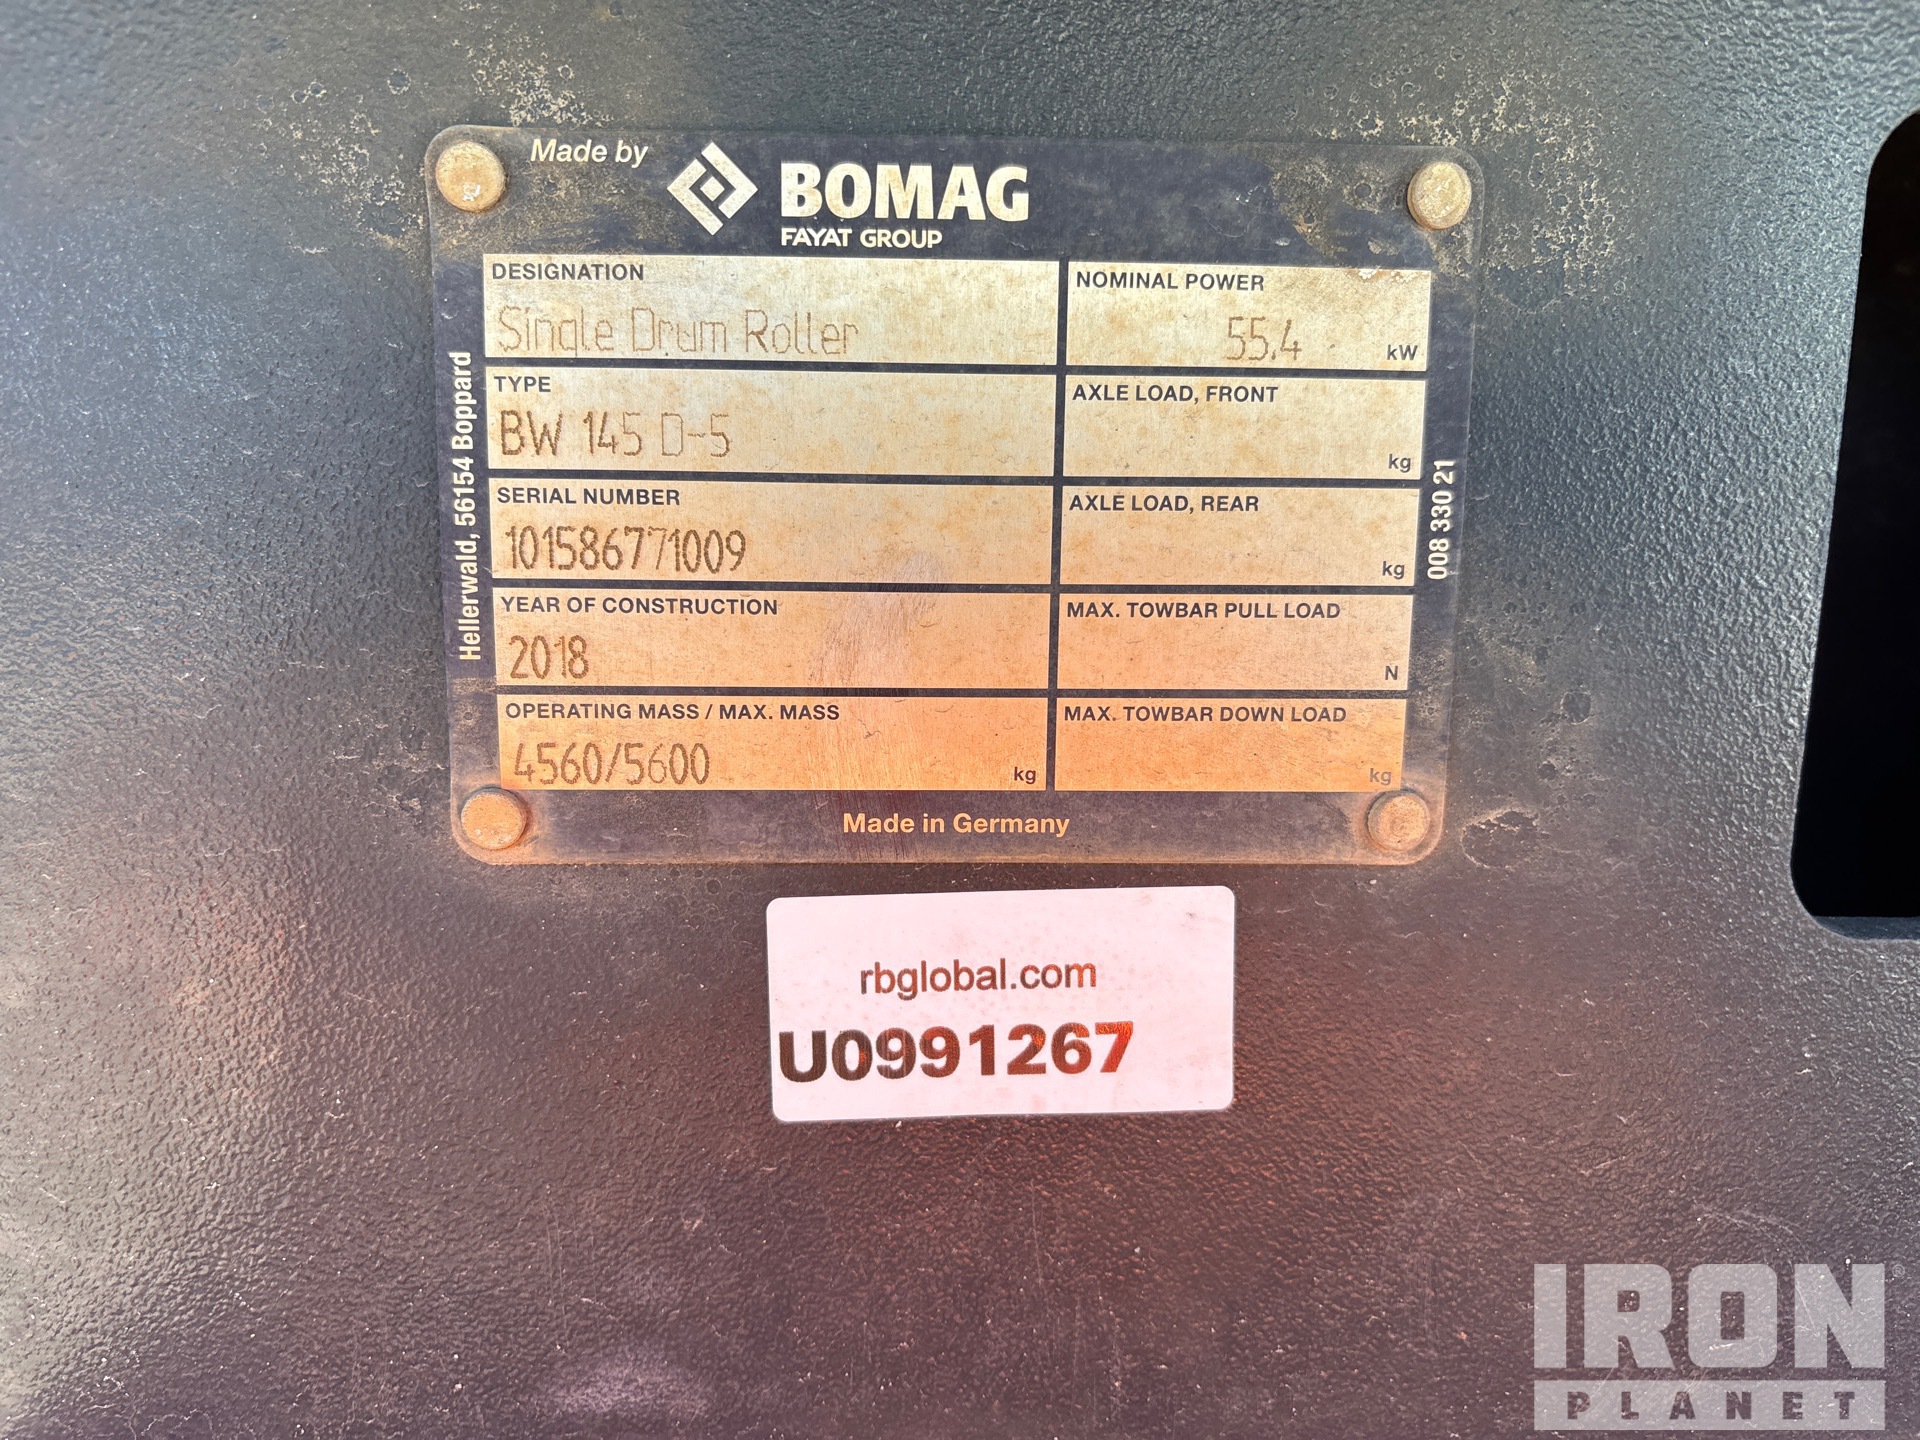 Made by
BOMAG
FAYAT GROUP
DESIGNATION
Single Drum Roller
NOMINAL POWER
55.4 kW
TYPE
BW 145 D-5
AXLE LOAD, FRONT
kg
SERIAL NUMBER
101586771009
AXLE LOAD, REAR
kg
YEAR OF CONSTRUCTION
2018
MAX. TOWBAR PULL LOAD
N
OPERATING MASS / MAX. MASS
4560/5600 kg
MAX. TOWBAR DOWN LOAD
kg
Hellerwald, 56154 Boppard
008 330 21
Made in Germany
rbglobal.com
U0991267
IRON®
PLANET